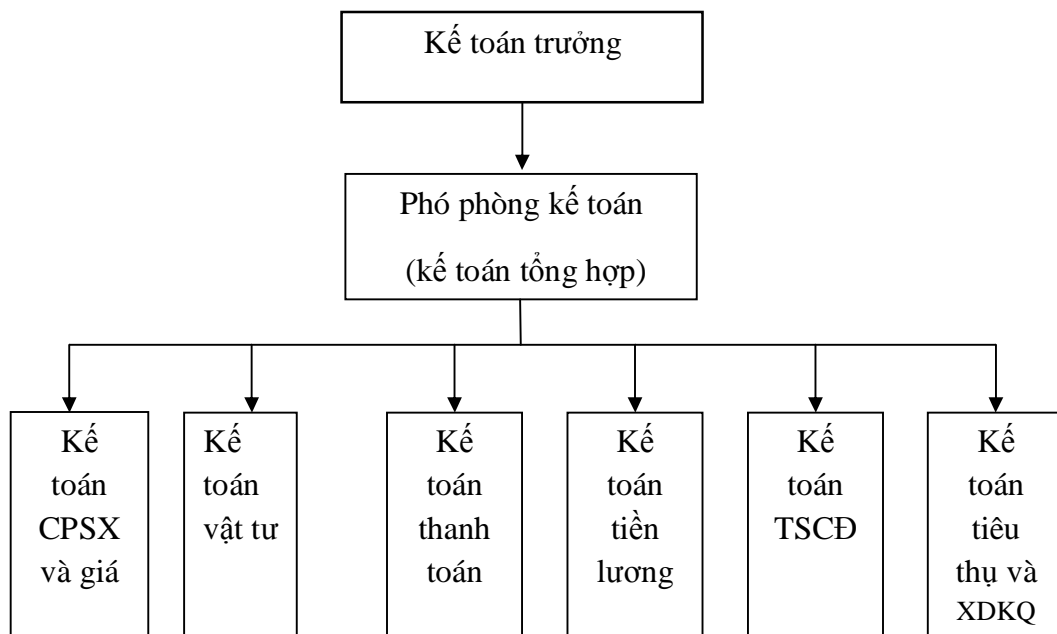 Kế toán trưởng
Phó phòng kế toán
(kế toán tổng hợp)
Kế
toán
CPSX
và giá
Kế
toán
vật tư
Kế
toán
thanh
toán
Kế
toán
tiền
lương
Kế
toán
TSCĐ
Kế
toán
tiêu
thụ và
XDKQ